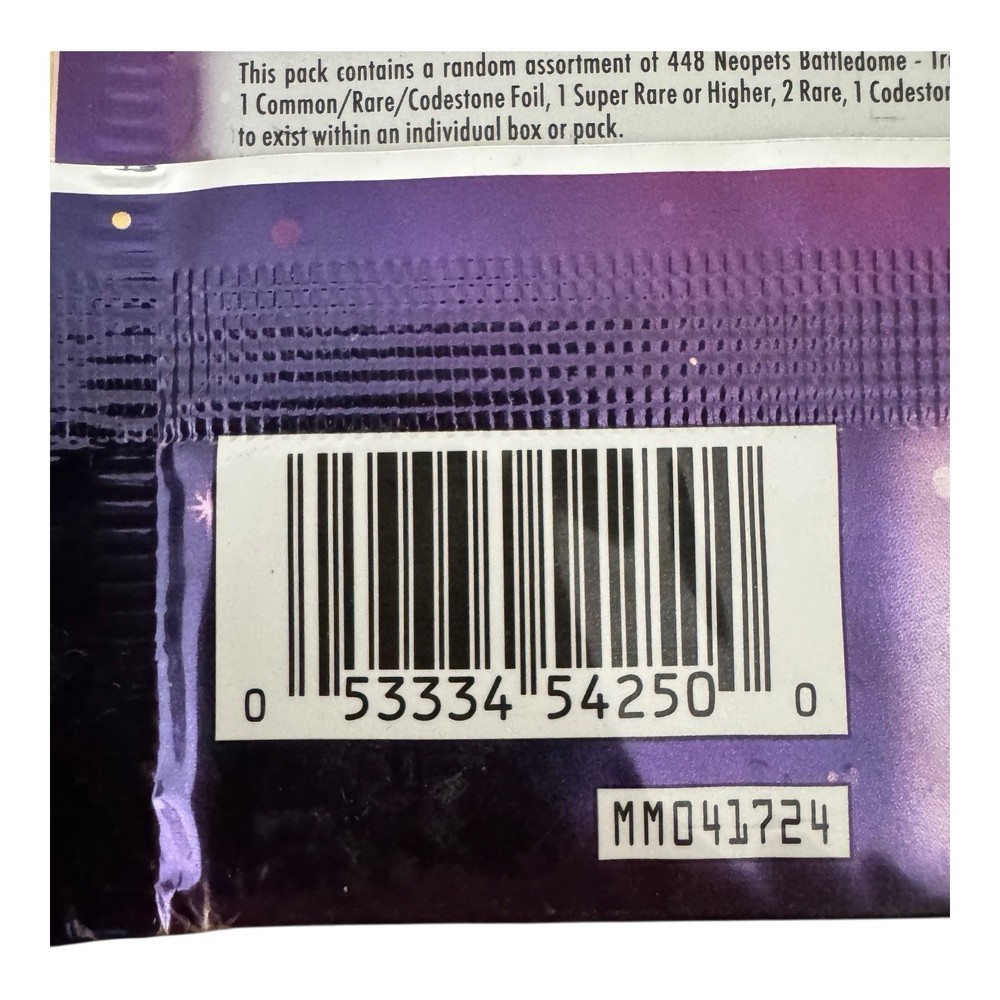 This pack contains a random assortment of 448 Neopets Battledome -
1 Common/Rare/Codestone Foil, 1 Super Rare or Higher, 2 Rare, 1
to exist within an individual box or pack.
0 53334 54250 0
MM041724